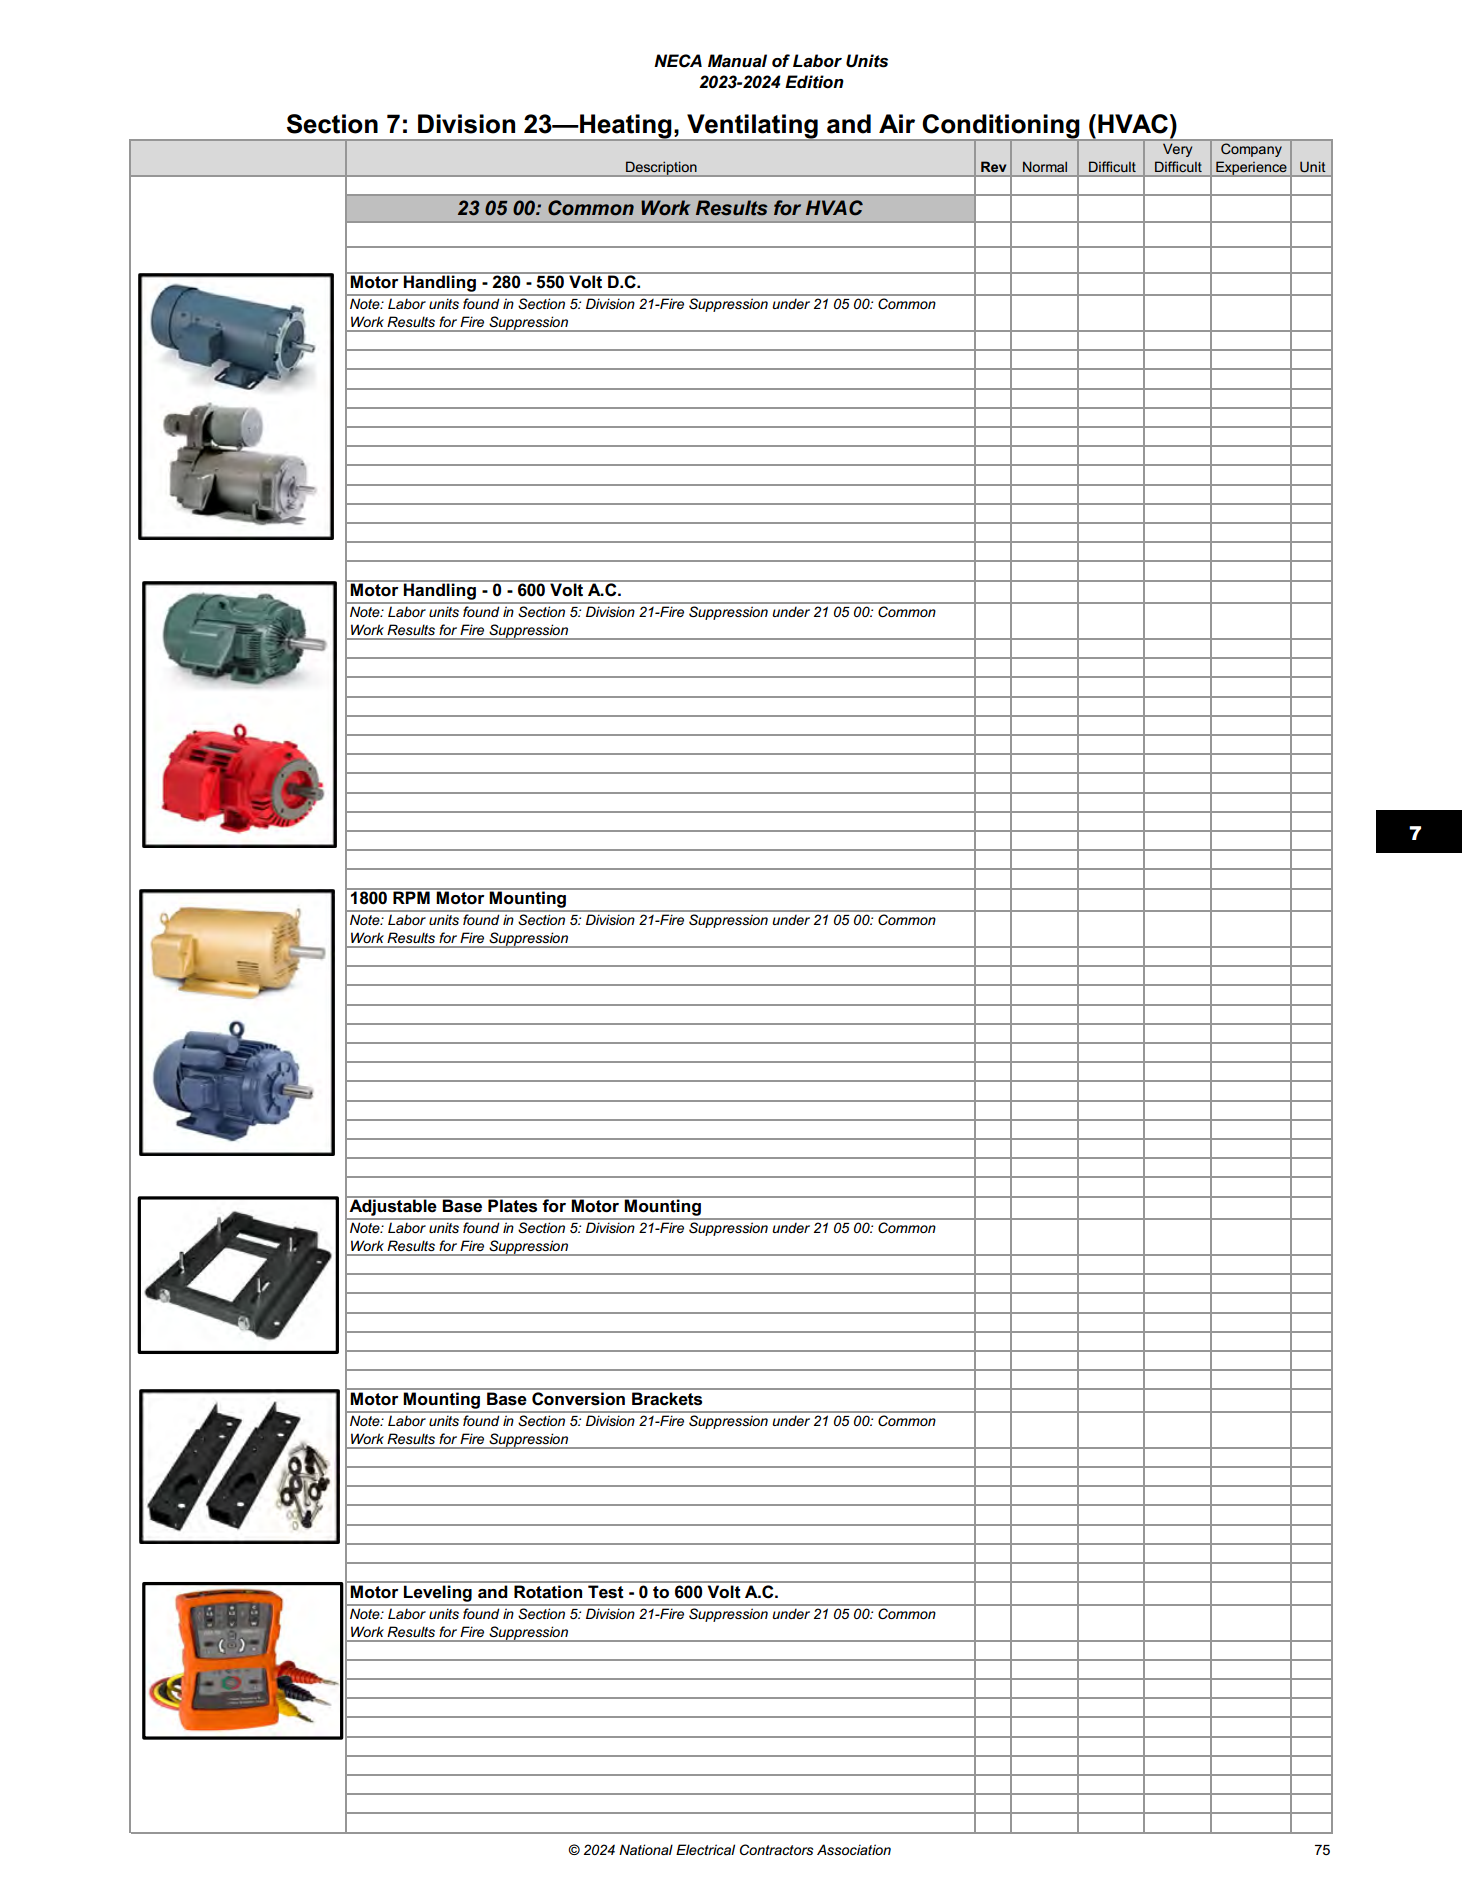 NECA Manual of Labor Units
2023-2024 Edition
Section 7: Division 23—Heating, Ventilating and Air Conditioning (HVAC)
Description Rev Normal Difficult Very Difficult Company Experience Unit
23 05 00: Common Work Results for HVAC
Motor Handling - 280 - 550 Volt D.C.
Note: Labor units found in Section 5: Division 21-Fire Suppression under 21 05 00: Common
Work Results for Fire Suppression
Motor Handling - 0 - 600 Volt A.C.
Note: Labor units found in Section 5: Division 21-Fire Suppression under 21 05 00: Common
Work Results for Fire Suppression
7
1800 RPM Motor Mounting
Note: Labor units found in Section 5: Division 21-Fire Suppression under 21 05 00: Common
Work Results for Fire Suppression
Adjustable Base Plates for Motor Mounting
Note: Labor units found in Section 5: Division 21-Fire Suppression under 21 05 00: Common
Work Results for Fire Suppression
Motor Mounting Base Conversion Brackets
Note: Labor units found in Section 5: Division 21-Fire Suppression under 21 05 00: Common
Work Results for Fire Suppression
Motor Leveling and Rotation Test - 0 to 600 Volt A.C.
Note: Labor units found in Section 5: Division 21-Fire Suppression under 21 05 00: Common
Work Results for Fire Suppression
© 2024 National Electrical Contractors Association
75